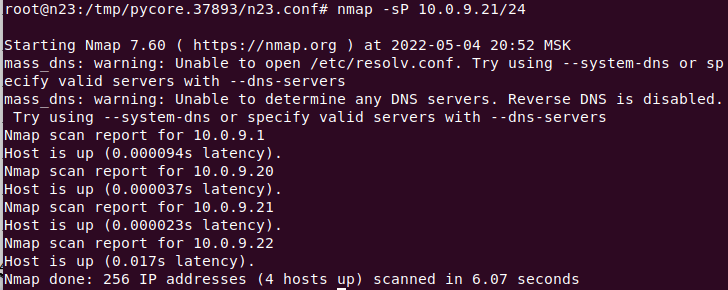 root@n23:/tmp/pycore.37893/n23.conf# nmap -sP 10.0.9.21/24
Starting Nmap 7.60 ( https://nmap.org ) at 2022-05-04 20:52 MSK
mass_dns: warning: Unable to open /etc/resolv.conf. Try using --system-dns or sp
ecify valid servers with --dns-servers
mass_dns: warning: Unable to determine any DNS servers. Reverse DNS is disabled.
 Try using --system-dns or specify valid servers with --dns-servers
Nmap scan report for 10.0.9.1
Host is up (0.000094s latency).
Nmap scan report for 10.0.9.20
Host is up (0.000037s latency).
Nmap scan report for 10.0.9.21
Host is up (0.000023s latency).
Nmap scan report for 10.0.9.22
Host is up (0.017s latency).
Nmap done: 256 IP addresses (4 hosts up) scanned in 6.07 seconds